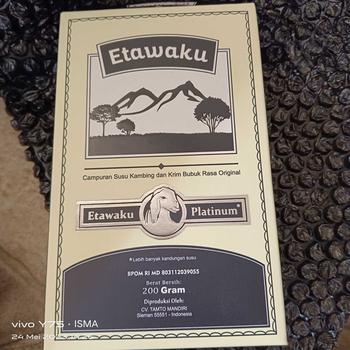 Etawaku
Campuran Susu Kambing dan Krim Bubuk Rasa Original
Etawaku Platinum*
*Lebih banyak kandungan susu
BPOM RI MD 803112039055
Berat Bersih:
200 Gram
Diproduksi Oleh:
CV. TAMTO MANDIRI
Sleman 55551 - Indonesia
vivo Y75 · ISMA
24 Mei